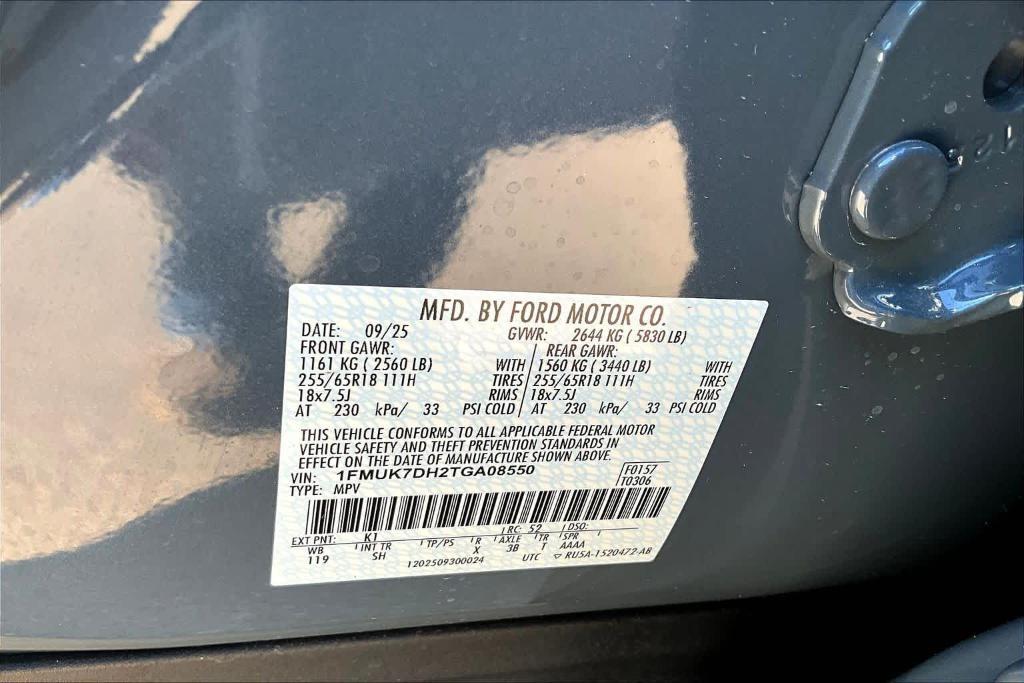 MFD. BY FORD MOTOR CO.
DATE: 09/25 GVWR: 2644 KG ( 5830 LB)
FRONT GAWR: REAR GAWR:
1161 KG ( 2560 LB) WITH 1560 KG ( 3440 LB) WITH
255/65R18 111H TIRES 255/65R18 111H TIRES
18x7.5J RIMS 18x7.5J RIMS
AT 230 kPa/ 33 PSI COLD AT 230 kPa/ 33 PSI COLD
THIS VEHICLE CONFORMS TO ALL APPLICABLE FEDERAL MOTOR
VEHICLE SAFETY AND THEFT PREVENTION STANDARDS IN
EFFECT ON THE DATE OF MANUFACTURE SHOWN ABOVE.
VIN: 1FMUK7DH2TGA08550 F0157
TYPE: MPV T0306
EXT PNT: K1 RC: 52 DSO:
WB INT TR TP/PS R AXLE TR SPR
119 SH X 3B T AAAA
1202509300024 UTC ▽ RU5A-1520472-AB